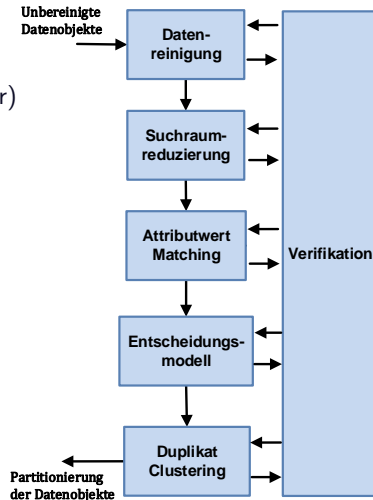 Unbereinigte
Datenobjekte
Daten-
reinigung
r)
Suchraum-
reduzierung
Attributwert
Matching
Verifikation
Entscheidungs-
modell
Duplikat
Clustering
Partitionierung
der Datenobjekte